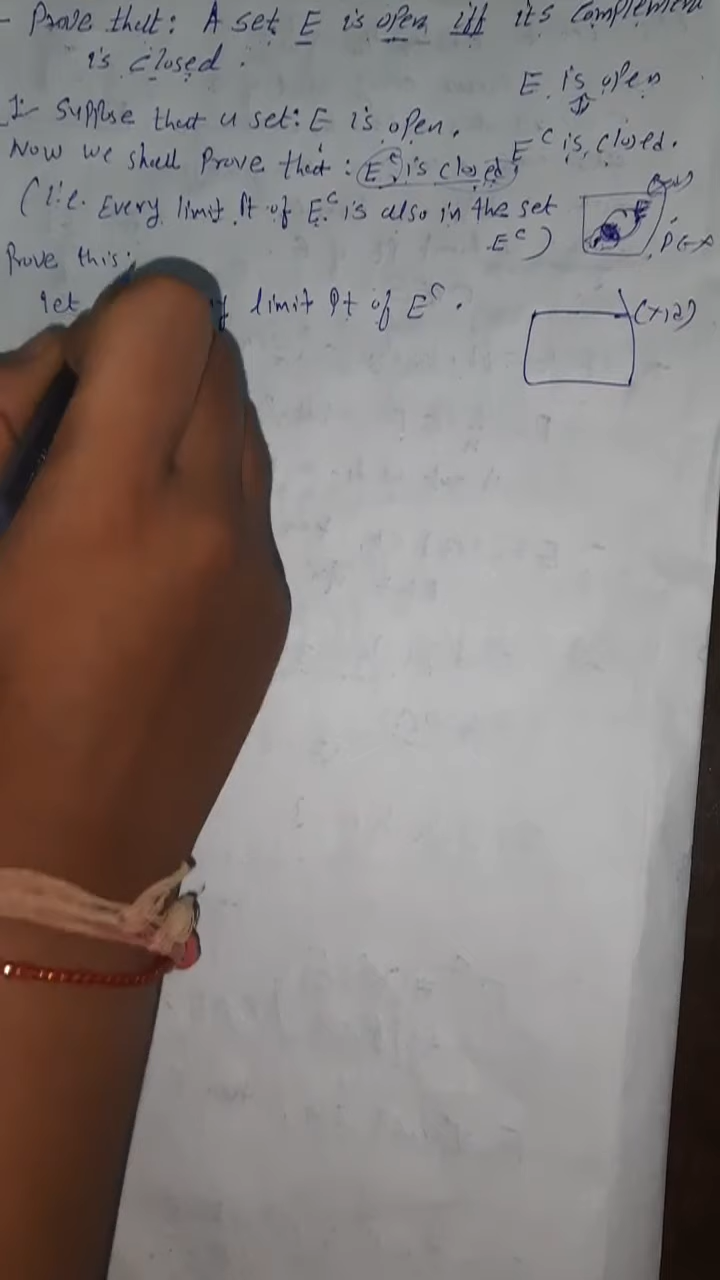 - Prove that: A set E is open iff its complement
is closed.
E is open
⇕
E^c is closed.
I- Suppose that a set: E is open.
Now we shall Prove that: E^c is closed
(i.e. Every limit Pt of E^c is also in the set
E^c)
Prove this:
let limit Pt of E^c.
(x,d)